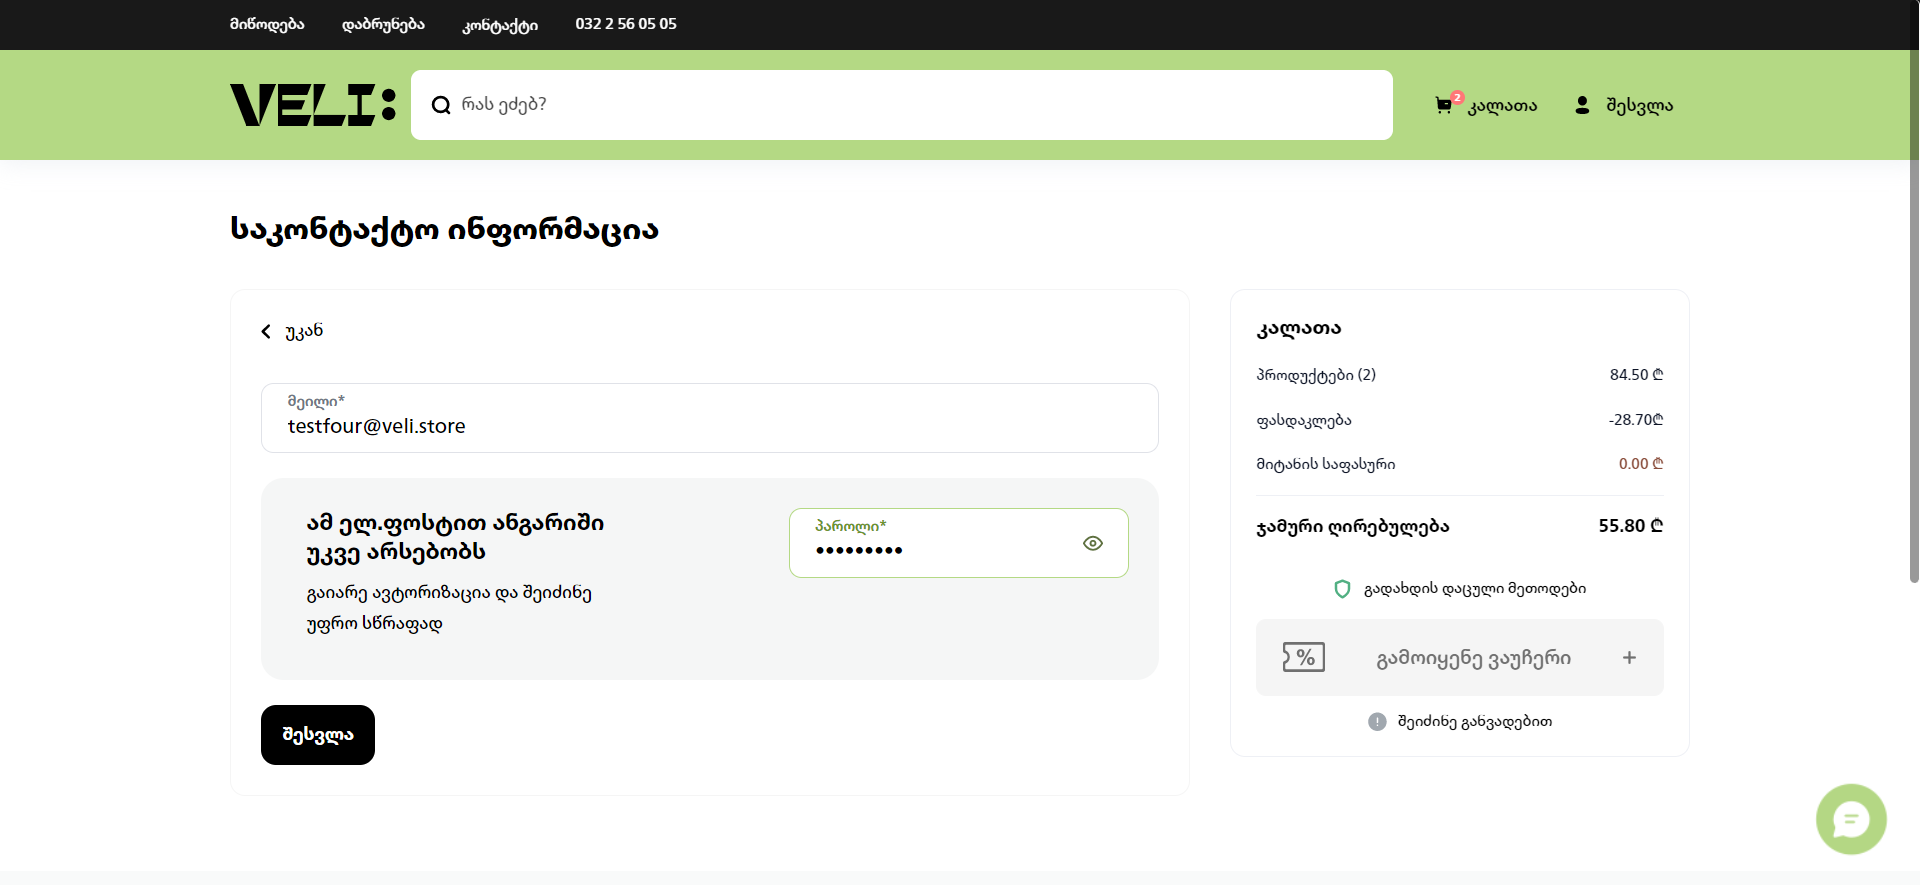 მიწოდება
დაბრუნება
კონტაქტი
032 2 56 05 05
VELI:
რას ეძებ?
2
კალათა
შესვლა
საკონტაქტო ინფორმაცია
უკან
მეილი*
testfour@veli.store
ამ ელ.ფოსტით ანგარიში
უკვე არსებობს
გაიარე ავტორიზაცია და შეიძინე
უფრო სწრაფად
პაროლი*
•••••••••
შესვლა
კალათა
პროდუქტები (2)
84.50 ₾
ფასდაკლება
-28.70₾
მიტანის საფასური
0.00 ₾
ჯამური ღირებულება
55.80 ₾
გადახდის დაცული მეთოდები
%
გამოიყენე ვაუჩერი
+
შეიძინე განვადებით